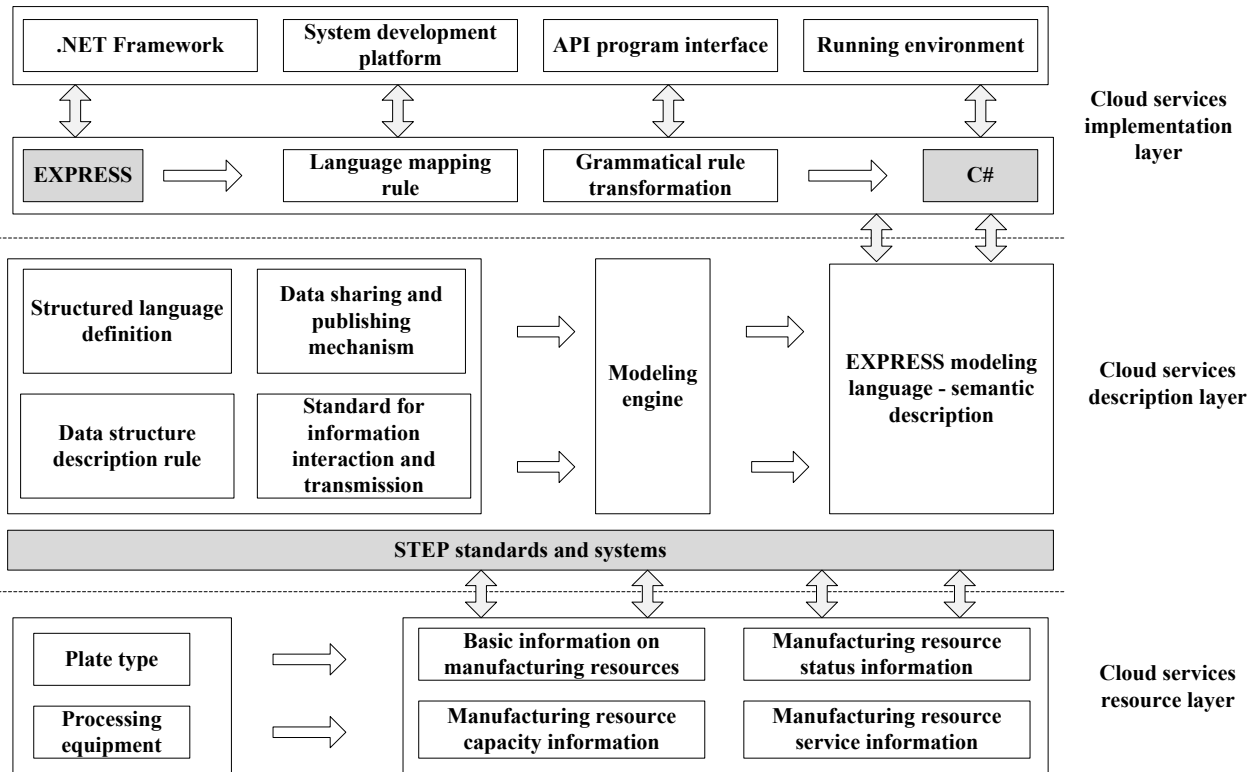 .NET Framework
System development
platform
API program interface
Running environment
Cloud services
implementation
layer
EXPRESS
Language mapping
rule
Grammatical rule
transformation
C#
Structured language
definition
Data sharing and
publishing
mechanism
Data structure
description rule
Standard for
information
interaction and
transmission
Modeling
engine
EXPRESS modeling
language - semantic
description
Cloud services
description layer
STEP standards and systems
Plate type
Processing
equipment
Basic information on
manufacturing resources
Manufacturing resource
status information
Manufacturing resource
capacity information
Manufacturing resource
service information
Cloud services
resource layer